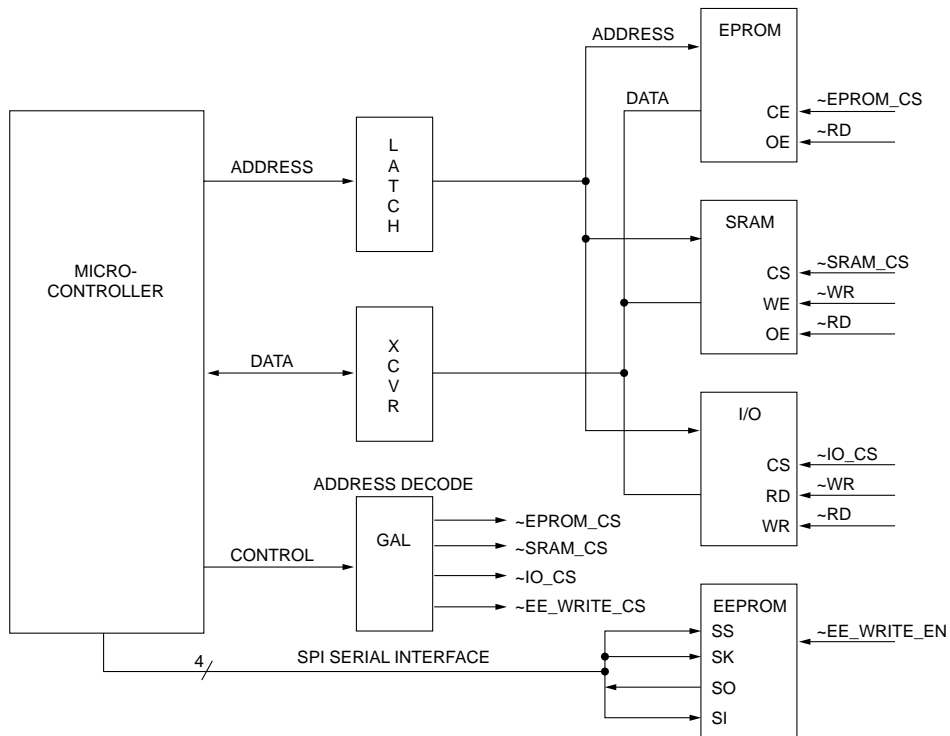 EPROM
ADDRESS
DATA
CE
~EPROM_CS
OE
~RD
MICRO-
CONTROLLER
ADDRESS
L
A
T
C
H
SRAM
CS
~SRAM_CS
WE
~WR
OE
~RD
DATA
X
C
V
R
I/O
CS
~IO_CS
RD
~WR
WR
~RD
ADDRESS DECODE
CONTROL
GAL
~EPROM_CS
~SRAM_CS
~IO_CS
~EE_WRITE_CS
EEPROM
SS
~EE_WRITE_EN
SK
SO
SI
4
SPI SERIAL INTERFACE